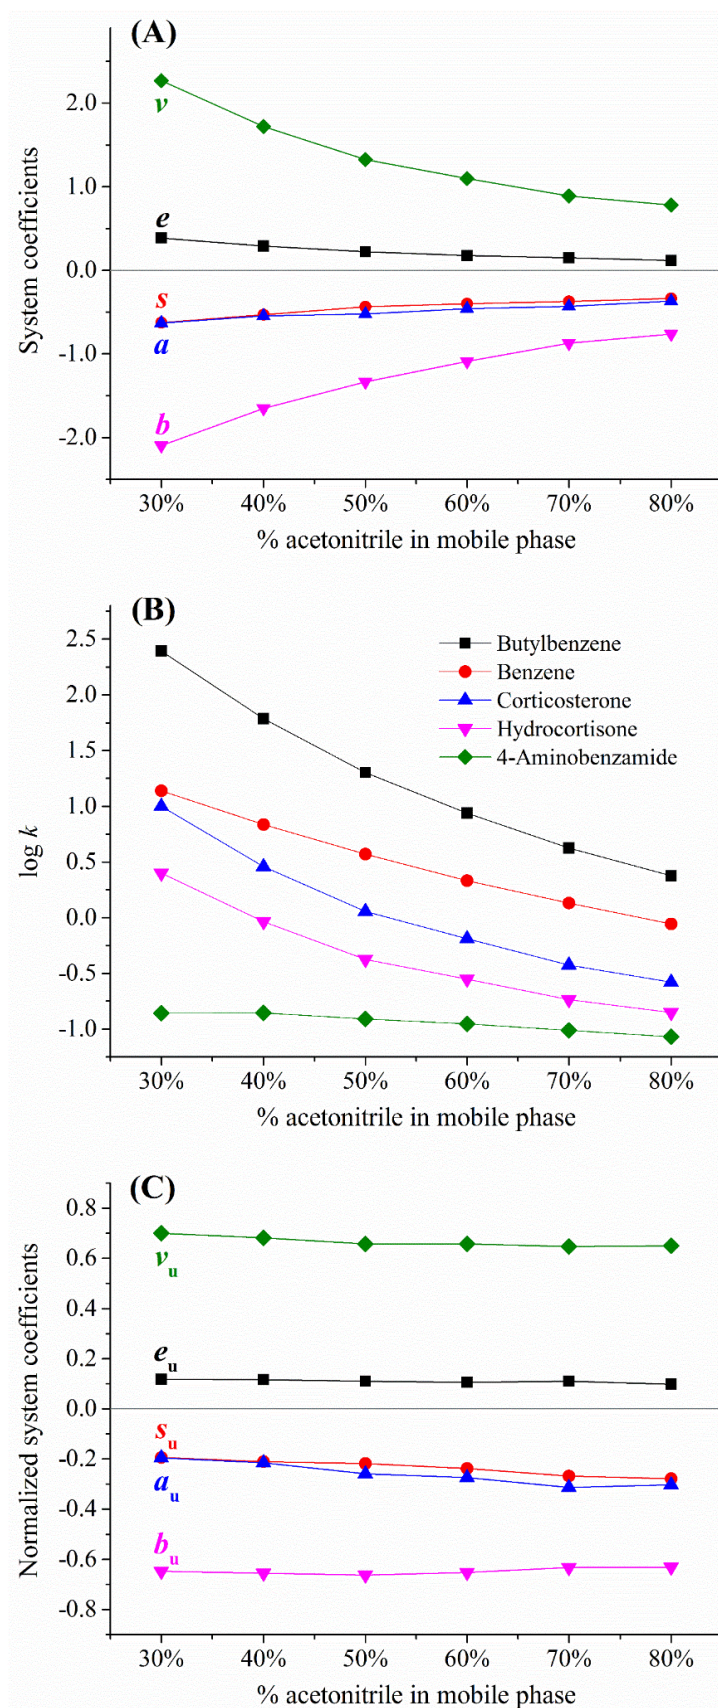 (A)
System coefficients
2.0
1.0
0.0
-1.0
-2.0
v
e
s
a
b
30% 40% 50% 60% 70% 80%
% acetonitrile in mobile phase
(B)
log k
2.5
2.0
1.5
1.0
0.5
0.0
-0.5
-1.0
Butylbenzene
Benzene
Corticosterone
Hydrocortisone
4-Aminobenzamide
30% 40% 50% 60% 70% 80%
% acetonitrile in mobile phase
(C)
Normalized system coefficients
0.8
0.6
0.4
0.2
0.0
-0.2
-0.4
-0.6
-0.8
vu
eu
su
au
bu
30% 40% 50% 60% 70% 80%
% acetonitrile in mobile phase